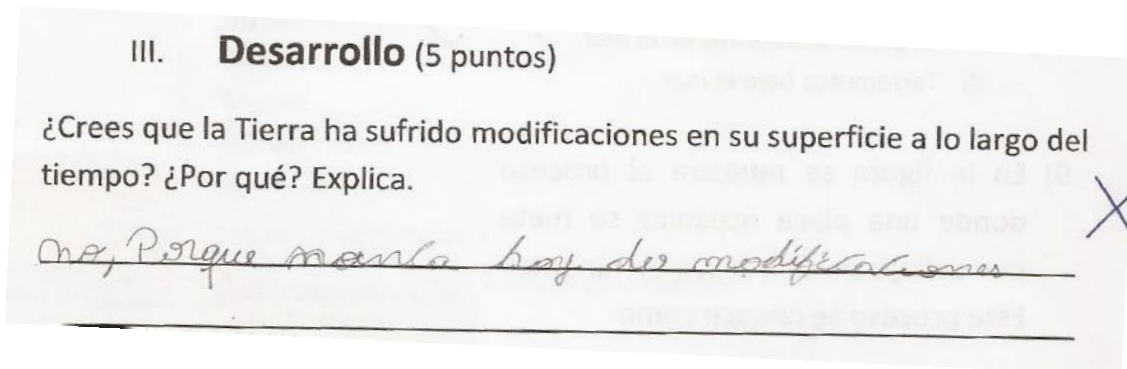 III. Desarrollo (5 puntos)
¿Crees que la Tierra ha sufrido modificaciones en su superficie a lo largo del
tiempo? ¿Por qué? Explica.
no, Porque nunca hay des modificaciones